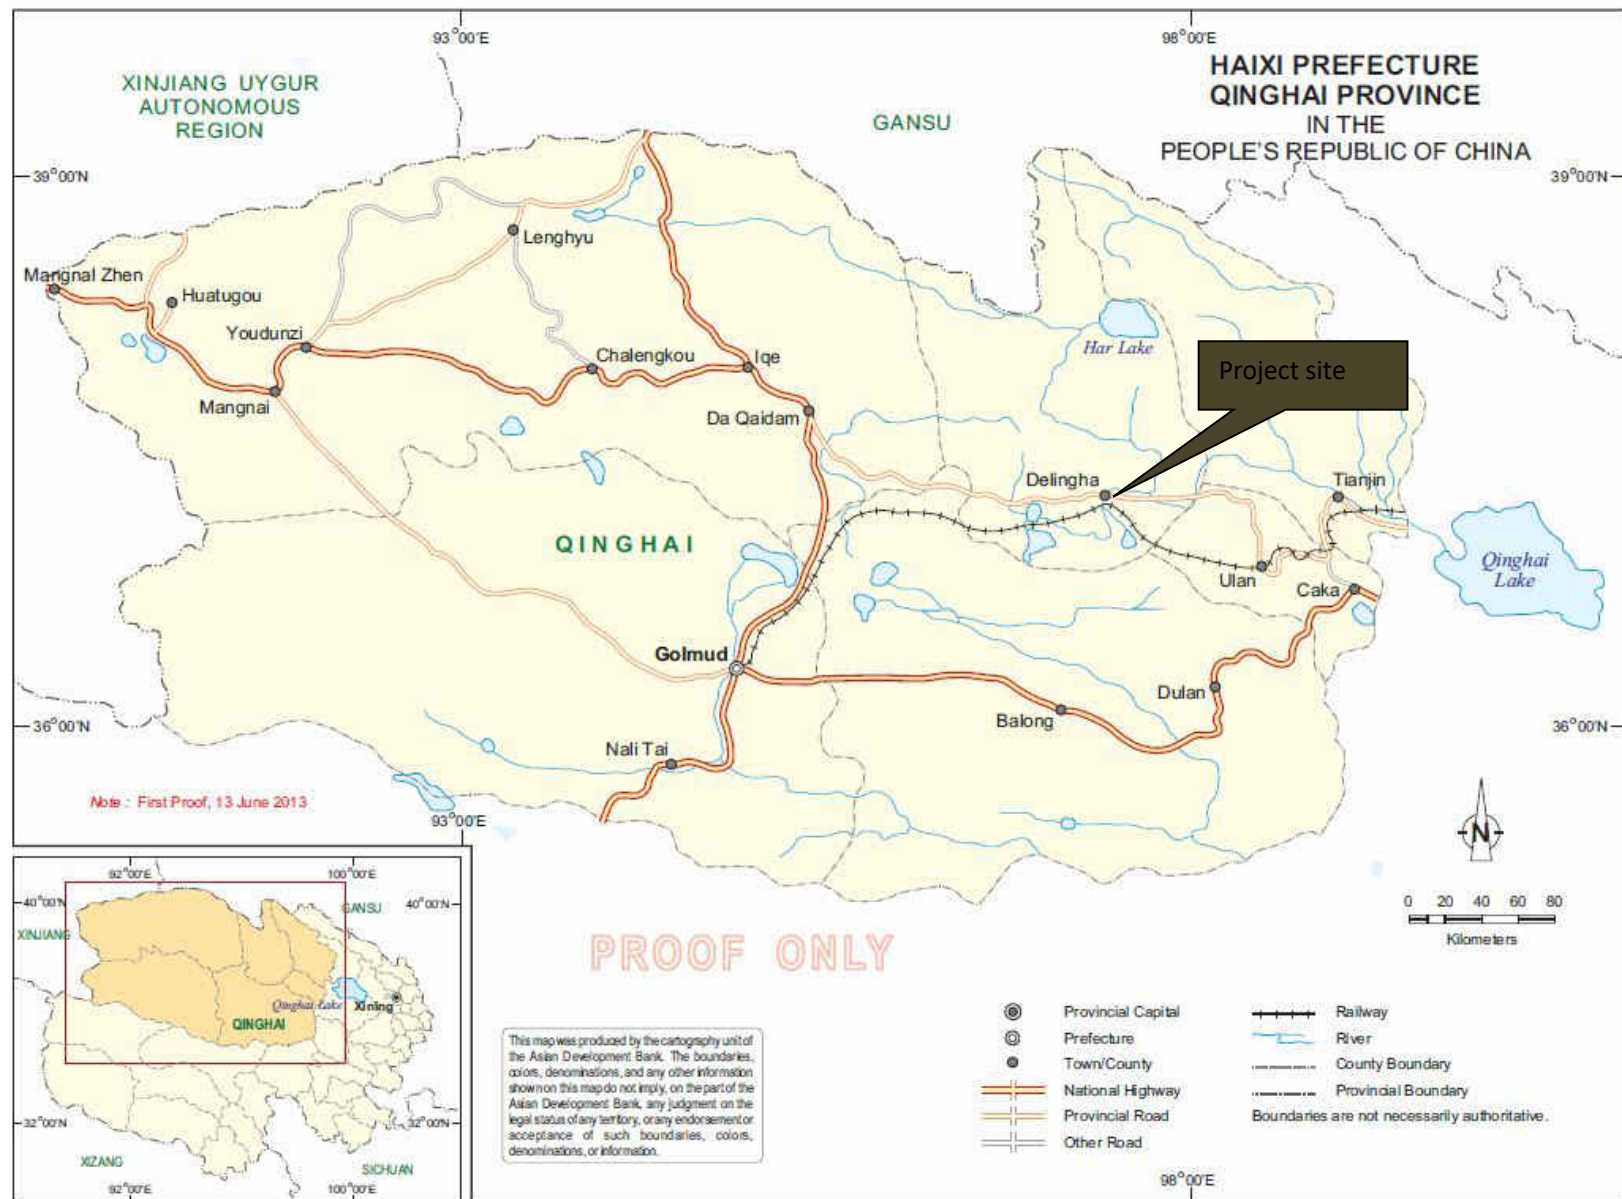 93°00'E
98°00'E
HAIXI PREFECTURE
QINGHAI PROVINCE
IN THE
PEOPLE'S REPUBLIC OF CHINA
XINJIANG UYGUR
AUTONOMOUS
REGION
GANSU
39°00'N
39°00'N
Lenghyu
Mangnal Zhen
Huatugou
Youdunzi
Chalengkou
Iqe
Har Lake
Project site
Mangnai
Da Qaidam
Delingha
Tianjin
QINGHAI
Qinghai
Lake
Ulan
Caka
Golmud
Dulan
Balong
36°00'N
36°00'N
Nali Tai
Note : First Proof, 13 June 2013
93°00'E
N
92°00'E
100°00'E
40°00'N
GANSU
40°00'N
XINJIANG
Qinghai Lake
Xining
QINGHAI
32°00'N
32°00'N
XIZANG
SICHUAN
92°00'E
100°00'E
0 20 40 60 80
Kilometers
PROOF ONLY
This map was produced by the cartography unit of
the Asian Development Bank. The boundaries,
colors, denominations, and any other information
shown on this map do not imply, on the part of the
Asian Development Bank, any judgment on the
legal status of any territory, or any endorsement or
acceptance of such boundaries, colors,
denominations, or information.
Provincial Capital
Prefecture
Town/County
National Highway
Provincial Road
Other Road
Railway
River
County Boundary
Provincial Boundary
Boundaries are not necessarily authoritative.
98°00'E